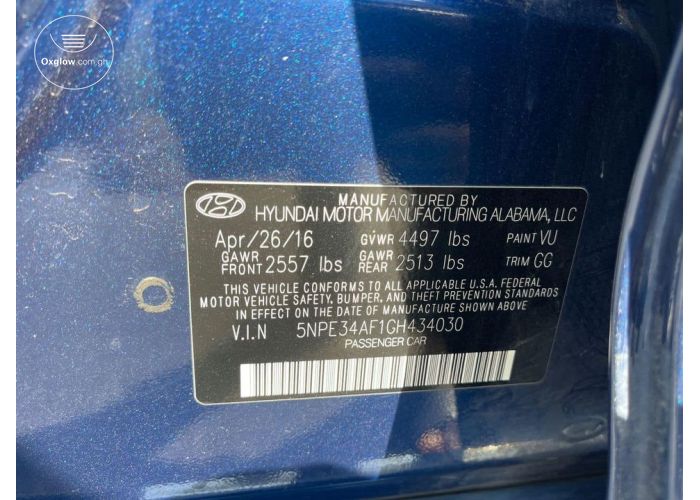 Oxglow.com.gh
MANUFACTURED BY
HYUNDAI MOTOR MANUFACTURING ALABAMA, LLC
Apr/26/16 GVWR 4497 lbs PAINT VU
GAWR FRONT 2557 lbs GAWR REAR 2513 lbs TRIM GG
THIS VEHICLE CONFORMS TO ALL APPLICABLE U.S.A. FEDERAL
MOTOR VEHICLE SAFETY, BUMPER, AND THEFT PREVENTION
STANDARDS IN EFFECT ON THE DATE OF MANUFACTURE SHOWN ABOVE
V.I.N 5NPE34AF1GH434030
PASSENGER CAR